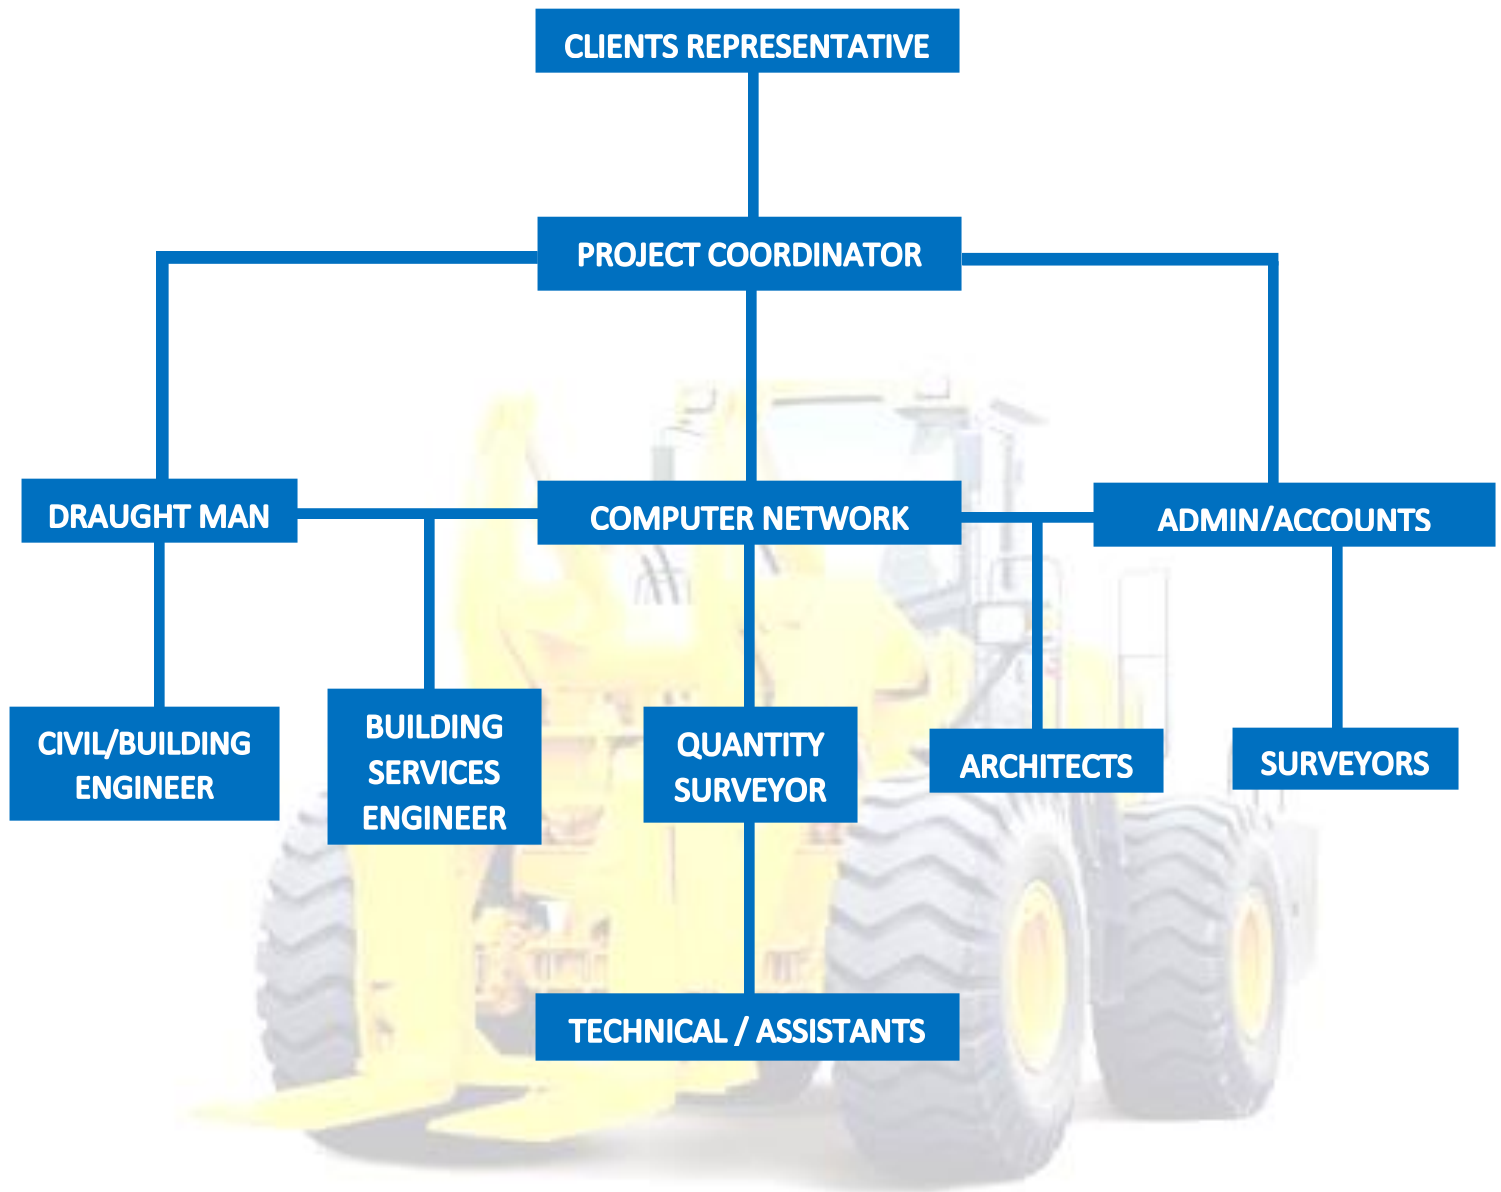 CLIENTS REPRESENTATIVE
PROJECT COORDINATOR
DRAUGHT MAN
COMPUTER NETWORK
ADMIN/ACCOUNTS
CIVIL/BUILDING
ENGINEER
BUILDING
SERVICES
ENGINEER
QUANTITY
SURVEYOR
ARCHITECTS
SURVEYORS
TECHNICAL / ASSISTANTS